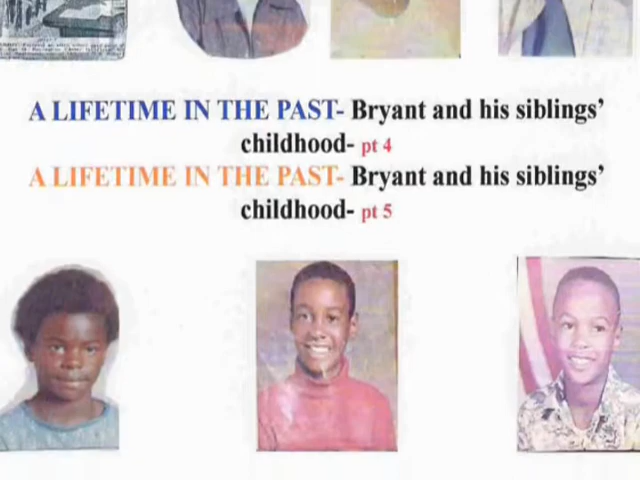 A LIFETIME IN THE PAST- Bryant and his siblings’
childhood- pt 4
A LIFETIME IN THE PAST- Bryant and his siblings’
childhood- pt 5